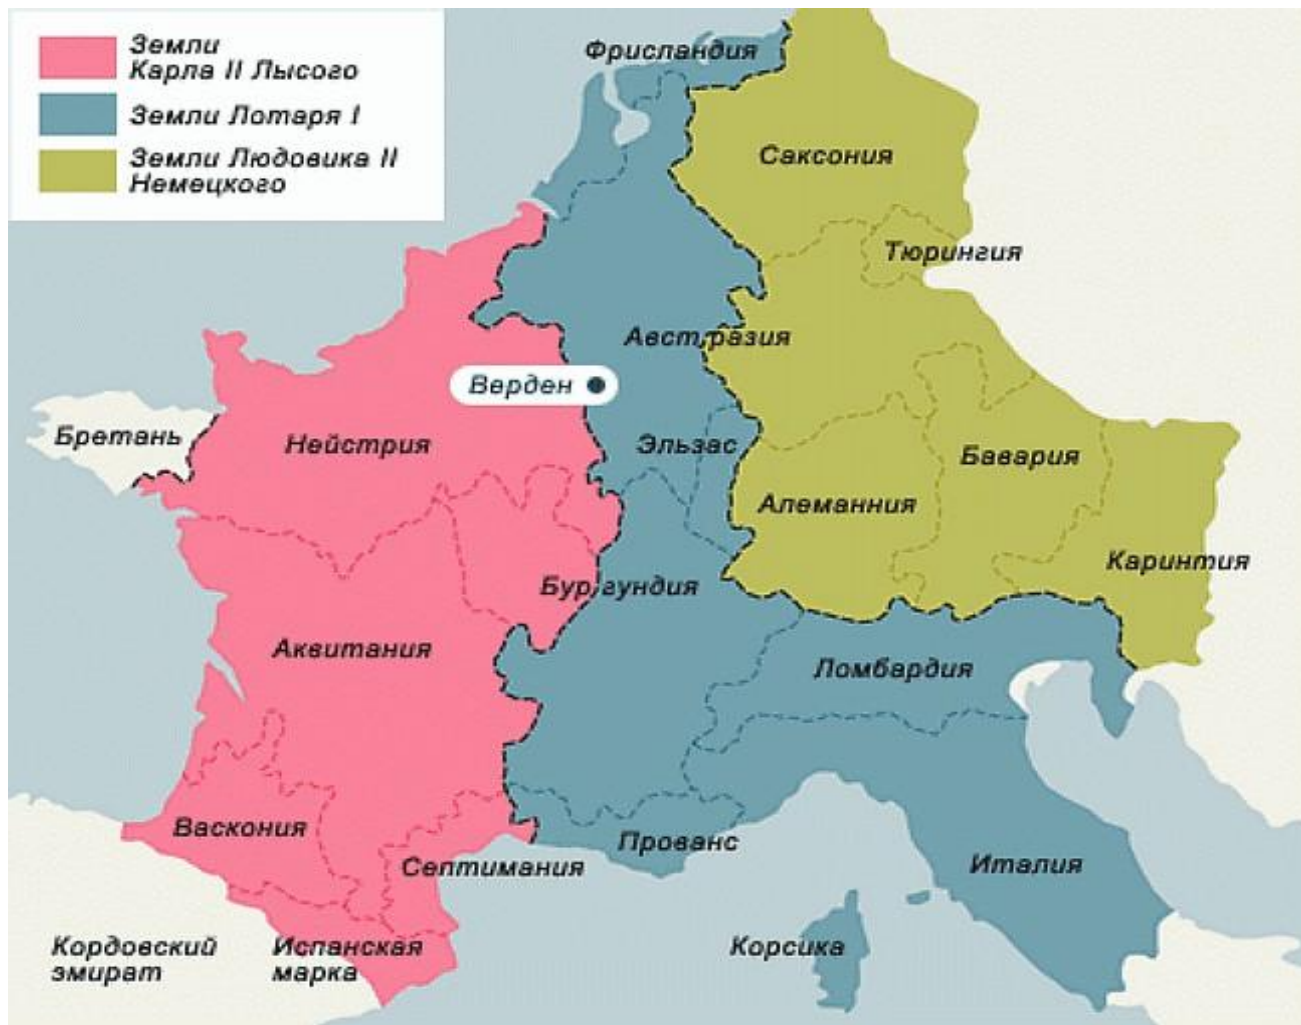 Земли
Карла II Лысого
Земли Лотаря I
Земли Людовика II
Немецкого
Фрисландия
Саксония
Тюрингия
Австразия
Верден
Бретань
Нейстрия
Эльзас
Бавария
Алеманния
Каринтия
Бургундия
Аквитания
Ломбардия
Васкония
Прованс
Септимания
Италия
Кордовский
эмират
Испанская
марка
Корсика